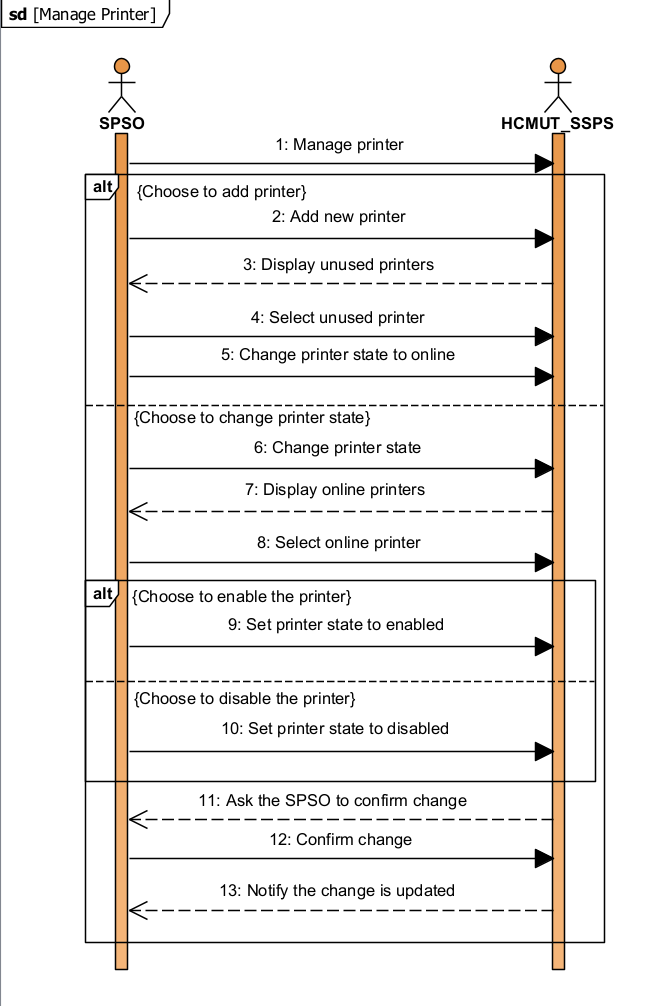 sd [Manage Printer]
SPSO
HCMUT_SSPS
1: Manage printer
alt
{Choose to add printer}
2: Add new printer
3: Display unused printers
4: Select unused printer
5: Change printer state to online
{Choose to change printer state}
6: Change printer state
7: Display online printers
8: Select online printer
alt
{Choose to enable the printer}
9: Set printer state to enabled
{Choose to disable the printer}
10: Set printer state to disabled
11: Ask the SPSO to confirm change
12: Confirm change
13: Notify the change is updated